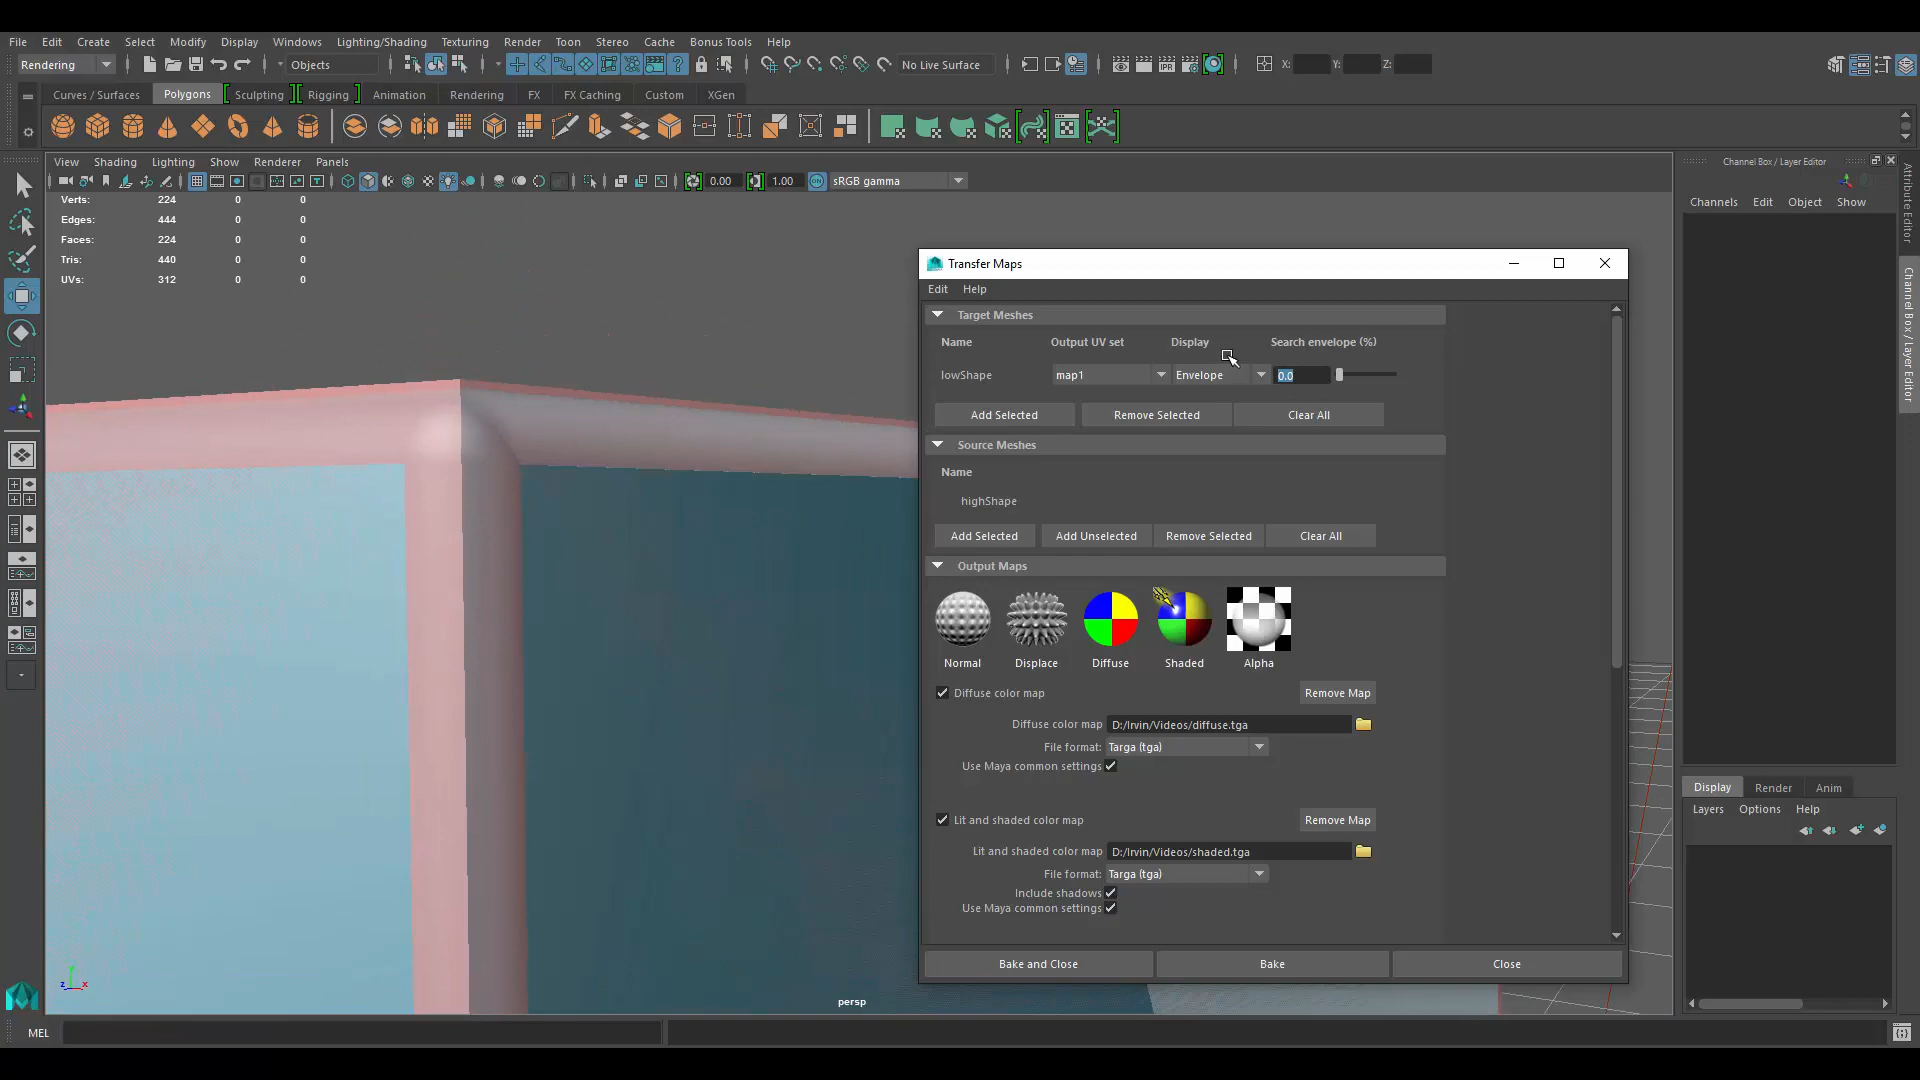 File Edit Create Select Modify Display Windows Lighting/Shading Texturing Render Toon Stereo Cache Bonus Tools Help
Rendering Objects No Live Surface X: Y: Z:
Curves / Surfaces Polygons Sculpting Rigging Animation Rendering FX FX Caching Custom XGen
View Shading Lighting Show Renderer Panels
0.00 1.00 sRGB gamma
Verts: 224 0 0
Edges: 444 0 0
Faces: 224 0 0
Tris: 440 0 0
UVs: 312 0 0
Transfer Maps
Edit Help
Target Meshes
Name Output UV set Display Search envelope (%)
lowShape map1 Envelope 0.0
Add Selected Remove Selected Clear All
Source Meshes
Name
highShape
Add Selected Add Unselected Remove Selected Clear All
Output Maps
Normal Displace Diffuse Shaded Alpha
Diffuse color map Remove Map
Diffuse color map D:/Irvin/Videos/diffuse.tga
File format: Targa (tga)
Use Maya common settings
Lit and shaded color map Remove Map
Lit and shaded color map D:/Irvin/Videos/shaded.tga
File format: Targa (tga)
Include shadows
Use Maya common settings
Bake and Close Bake Close
persp
z x
MEL
Channel Box / Layer Editor
Channels Edit Object Show
Display Render Anim
Layers Options Help
Attribute Editor
Channel Box / Layer Editor